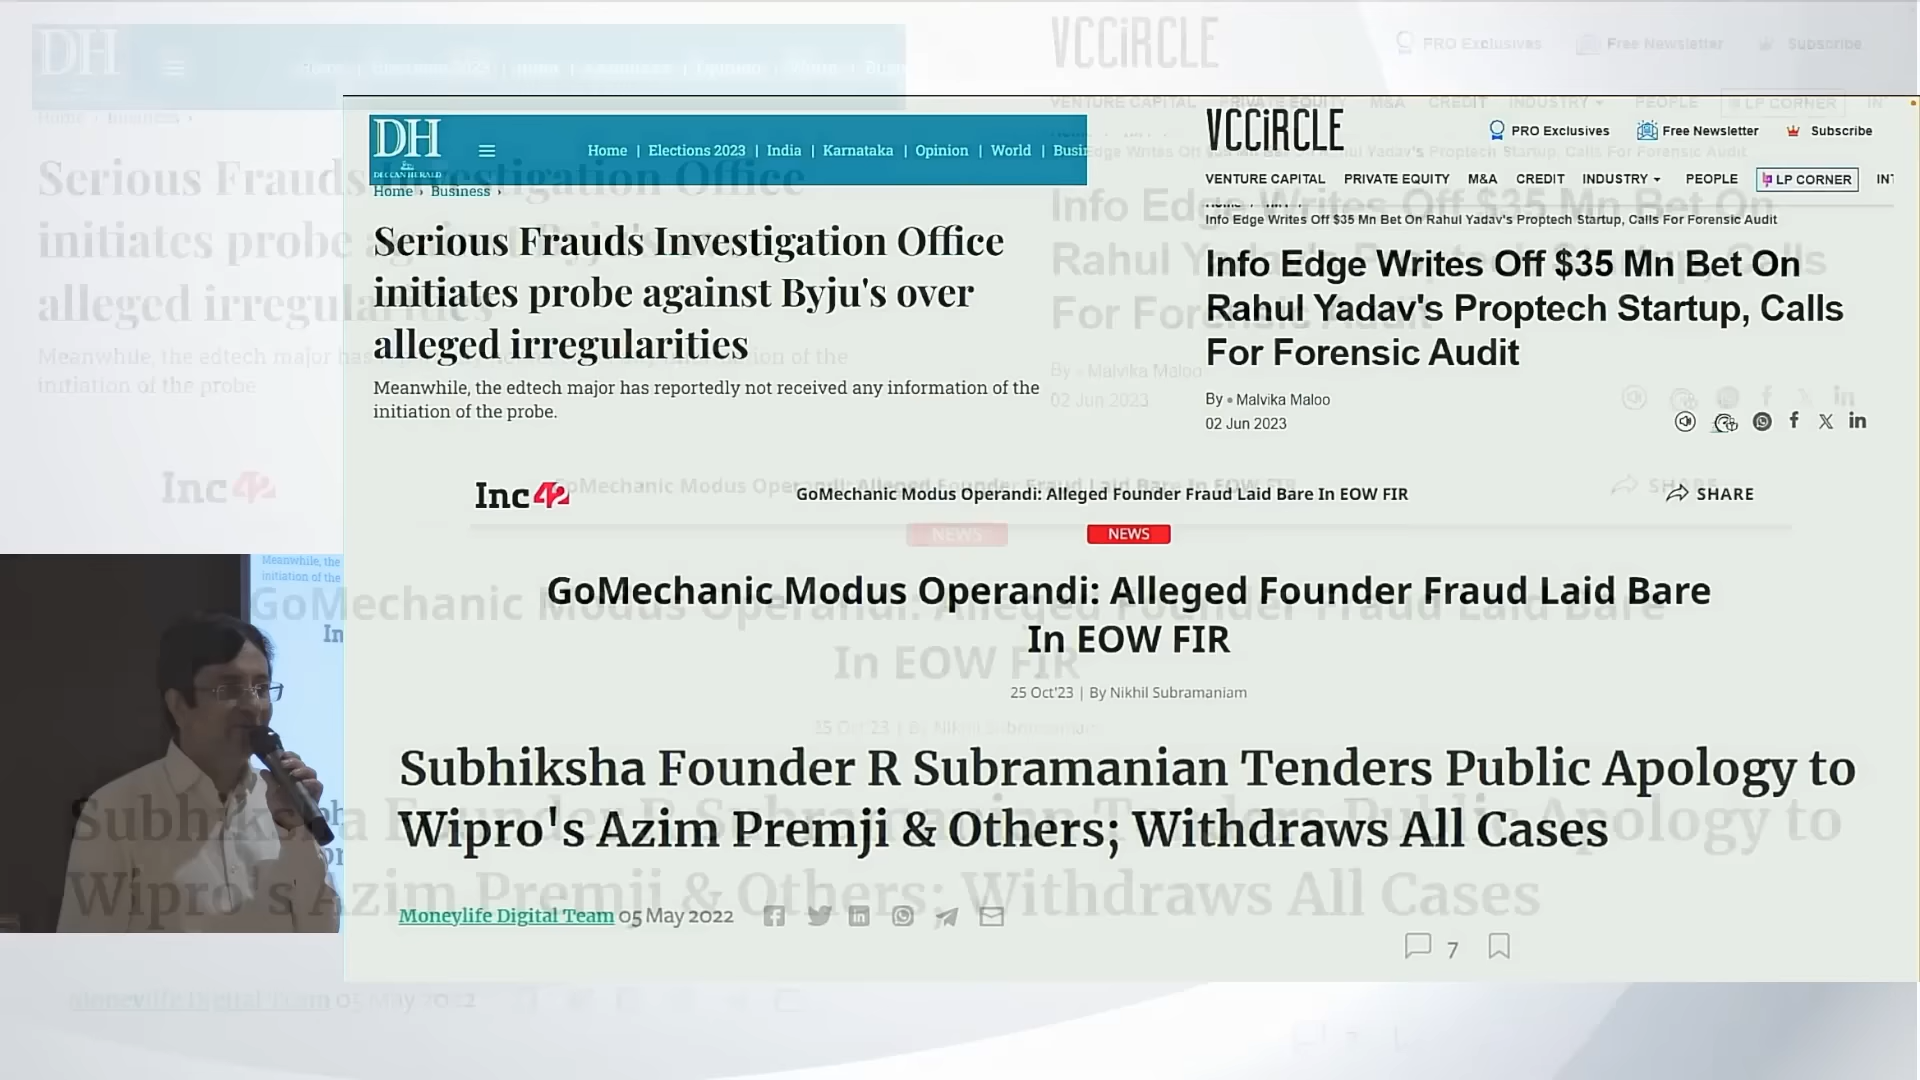 DH
DECCAN HERALD
Home | Elections 2023 | India | Karnataka | Opinion | World |
Home › Business ›
Serious Frauds Investigation Office
initiates probe against Byju's over
alleged irregularities
Meanwhile, the edtech major has reportedly not received any information of the
initiation of the probe.
VCCiRCLE
PRO Exclusives Free Newsletter Subscribe
VENTURE CAPITAL PRIVATE EQUITY M&A CREDIT INDUSTRY PEOPLE LP CORNER
Info Edge Writes Off $35 Mn Bet On Rahul Yadav's Proptech Startup, Calls For Forensic Audit
Info Edge Writes Off $35 Mn Bet On
Rahul Yadav's Proptech Startup, Calls
For Forensic Audit
By • Malvika Maloo
02 Jun 2023
Inc42
GoMechanic Modus Operandi: Alleged Founder Fraud Laid Bare In EOW FIR
SHARE
NEWS
GoMechanic Modus Operandi: Alleged Founder Fraud Laid Bare
In EOW FIR
25 Oct'23 | By Nikhil Subramaniam
Subhiksha Founder R Subramanian Tenders Public Apology to
Wipro's Azim Premji & Others; Withdraws All Cases
Moneylife Digital Team 05 May 2022
7
Meanwhile, the
initiation of the